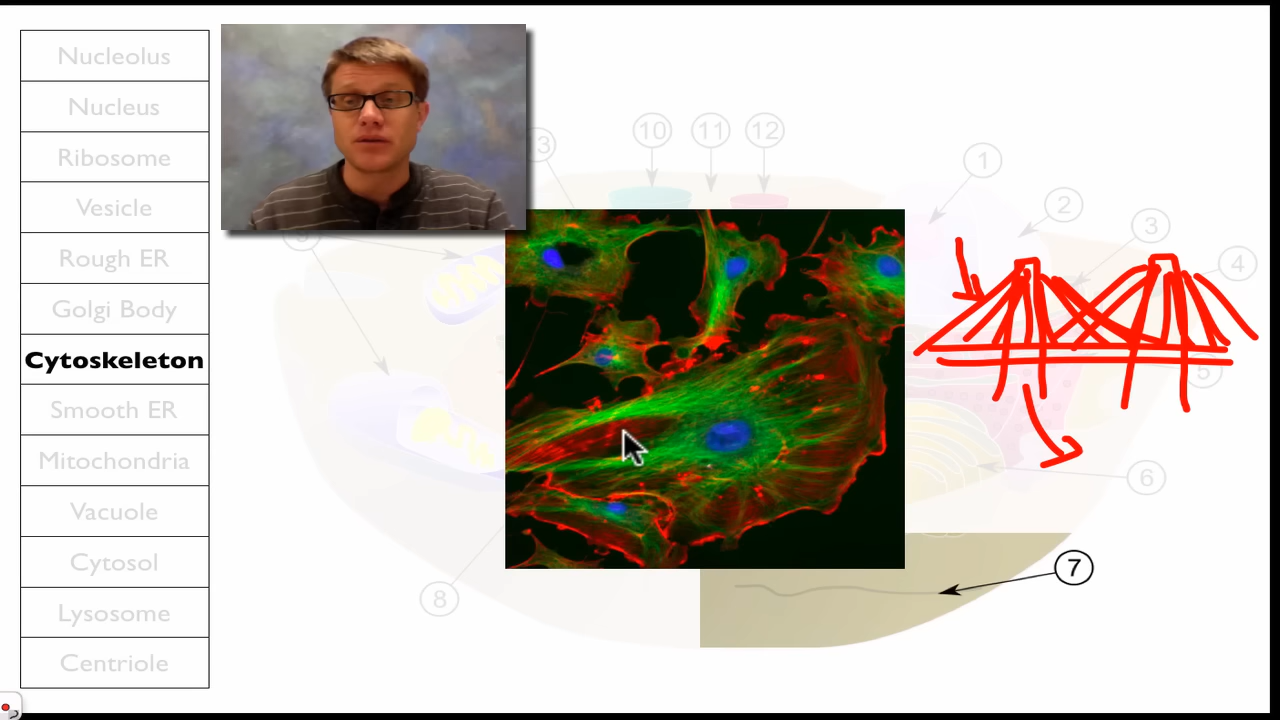 Nucleolus
Nucleus
Ribosome
Vesicle
Rough ER
Golgi Body
Cytoskeleton
Smooth ER
Mitochondria
Vacuole
Cytosol
Lysosome
Centriole
3
10
11
12
1
2
3
4
5
6
7
8